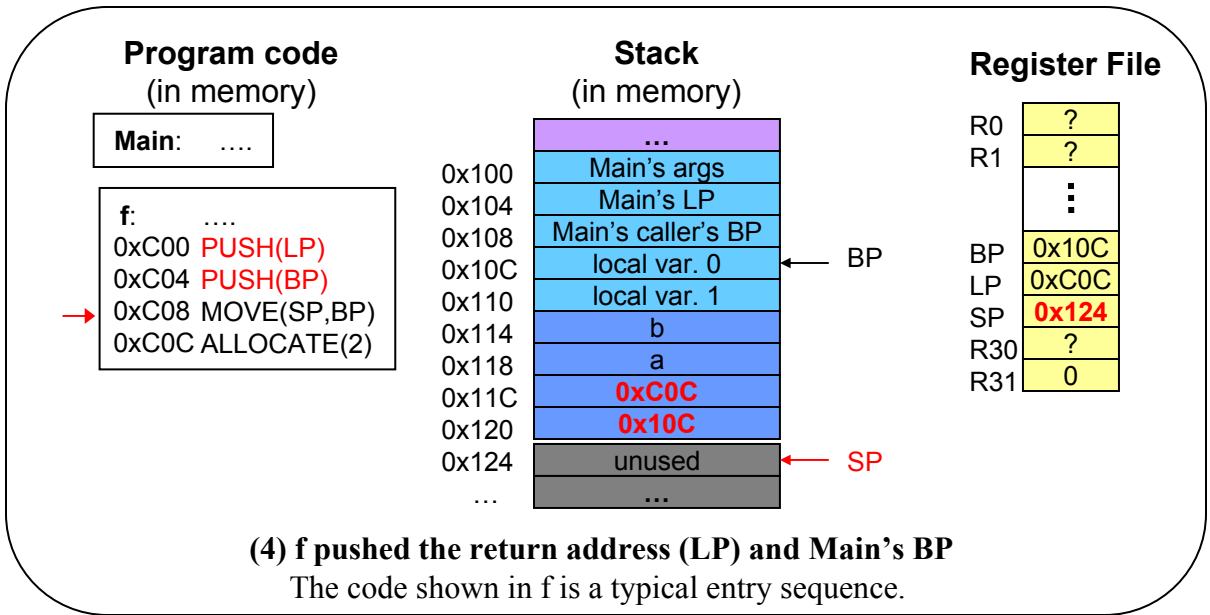 Program code
(in memory)
Main: ....
f: ....
0xC00 PUSH(LP)
0xC04 PUSH(BP)
0xC08 MOVE(SP,BP)
0xC0C ALLOCATE(2)
Stack
(in memory)
...
0x100 Main's args
0x104 Main's LP
0x108 Main's caller's BP
0x10C local var. 0 BP
0x110 local var. 1
0x114 b
0x118 a
0x11C 0xC0C
0x120 0x10C
0x124 unused SP
... ...
Register File
R0 ?
R1 ?
⋮
BP 0x10C
LP 0xC0C
SP 0x124
R30 ?
R31 0
(4) f pushed the return address (LP) and Main's BP
The code shown in f is a typical entry sequence.